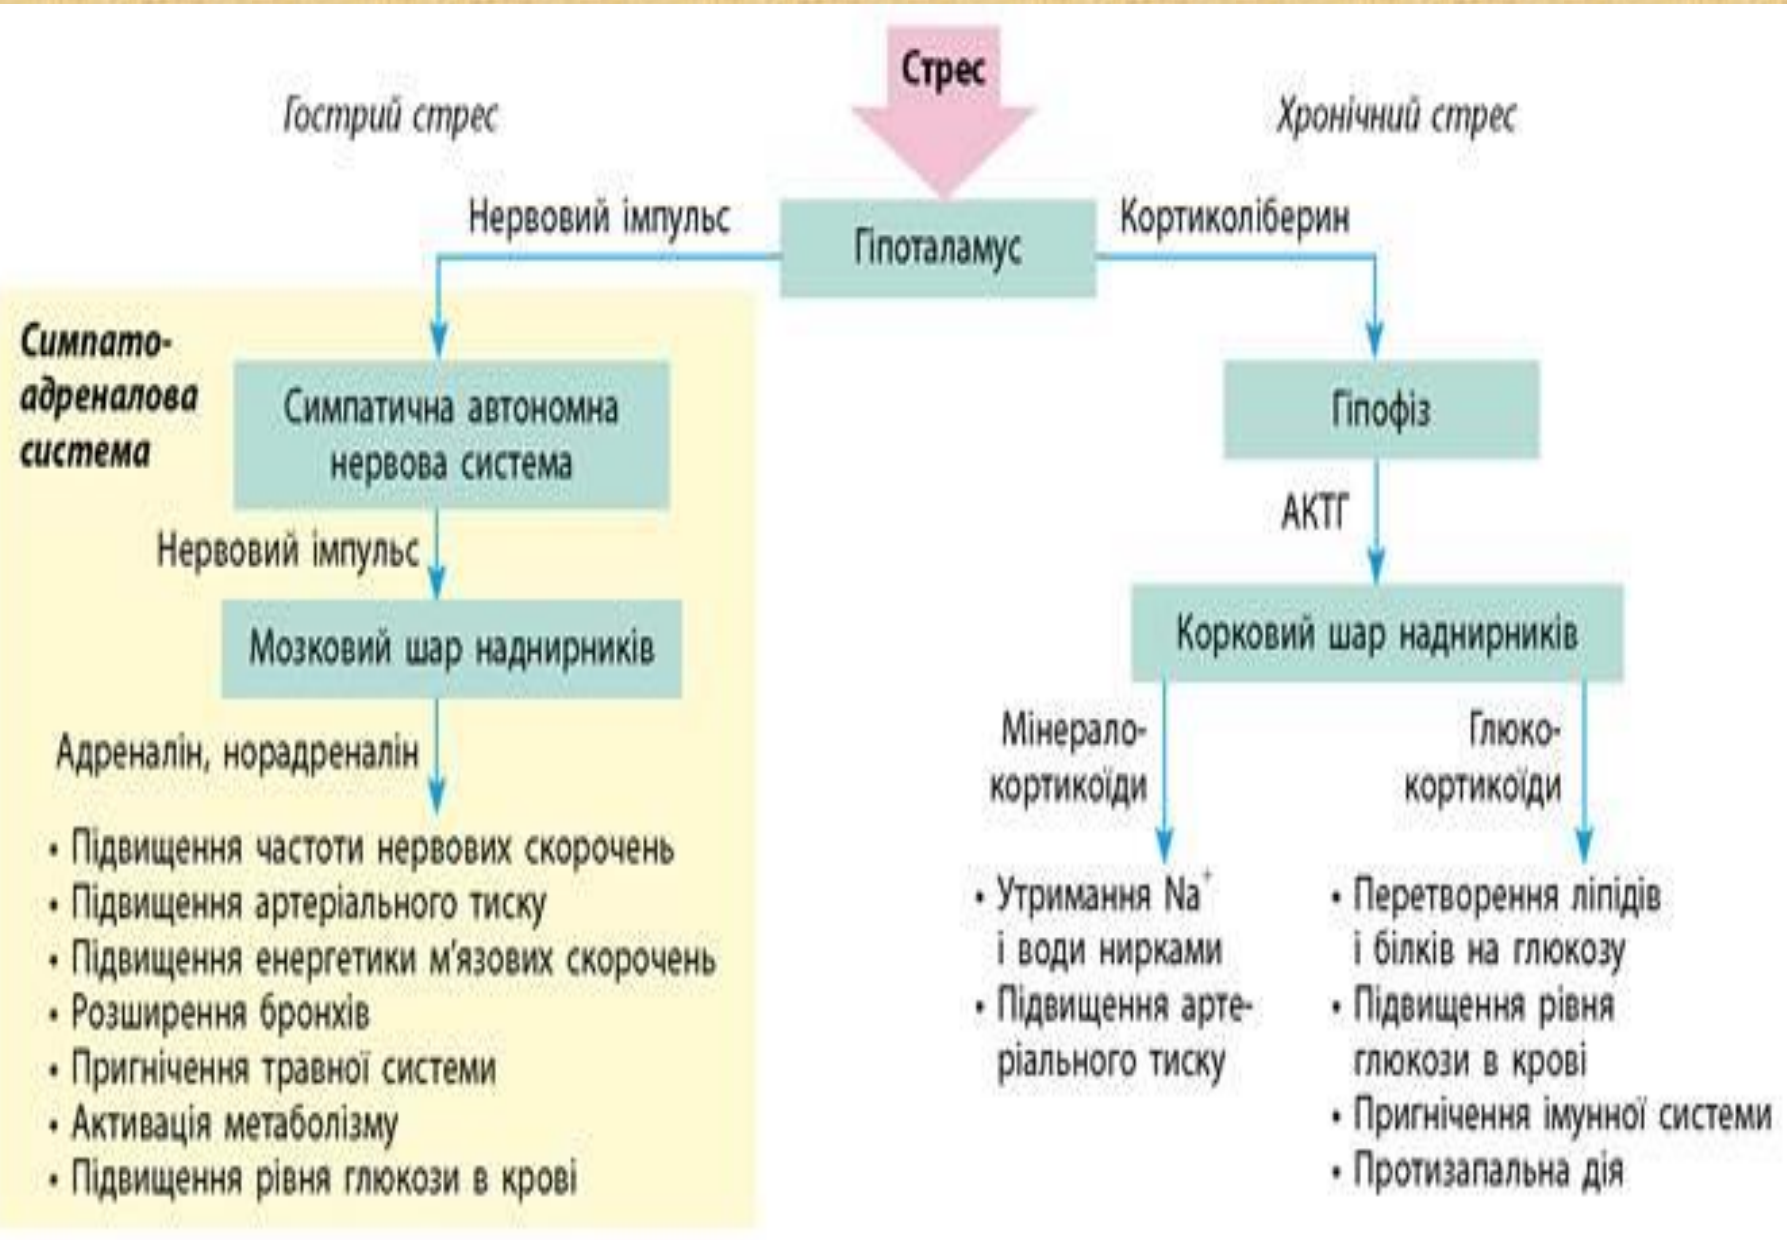 Стрес
Гострий стрес
Хронічний стрес
Нервовий імпульс
Гіпоталамус
Кортиколіберин
Симпато-
адреналова
система
Симпатична автономна
нервова система
Нервовий імпульс
Мозковий шар наднирників
Адреналін, норадреналін
• Підвищення частоти нервових скорочень
• Підвищення артеріального тиску
• Підвищення енергетики м'язових скорочень
• Розширення бронхів
• Пригнічення травної системи
• Активація метаболізму
• Підвищення рівня глюкози в крові
Гіпофіз
АКТГ
Корковий шар наднирників
Мінерало-
кортикоїди
• Утримання Na⁺
і води нирками
• Підвищення арте-
ріального тиску
Глюко-
кортикоїди
• Перетворення ліпідів
і білків на глюкозу
• Підвищення рівня
глюкози в крові
• Пригнічення імунної системи
• Протизапальна дія